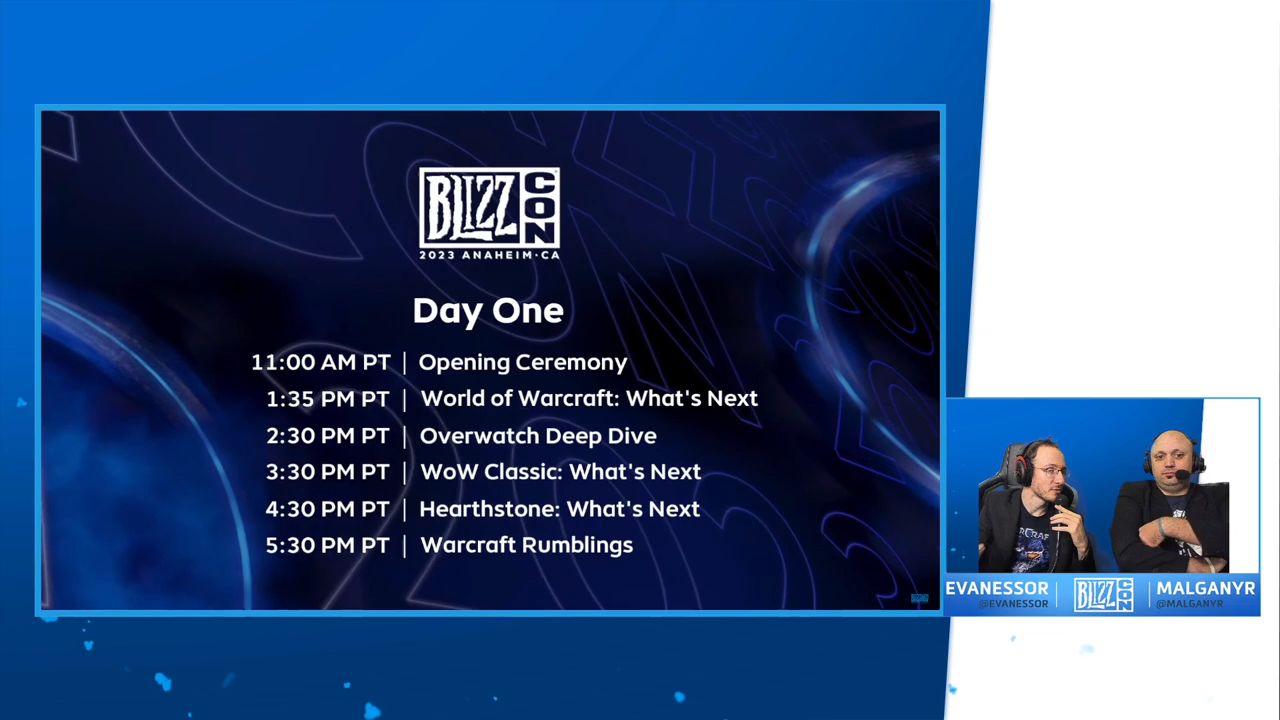 BLIZZ CON
2023 ANAHEIM·CA
Day One
11:00 AM PT | Opening Ceremony
1:35 PM PT | World of Warcraft: What's Next
2:30 PM PT | Overwatch Deep Dive
3:30 PM PT | WoW Classic: What's Next
4:30 PM PT | Hearthstone: What's Next
5:30 PM PT | Warcraft Rumblings
EVANESSOR
@EVANESSOR
BLIZZ CON
MALGANYR
@MALGANYR